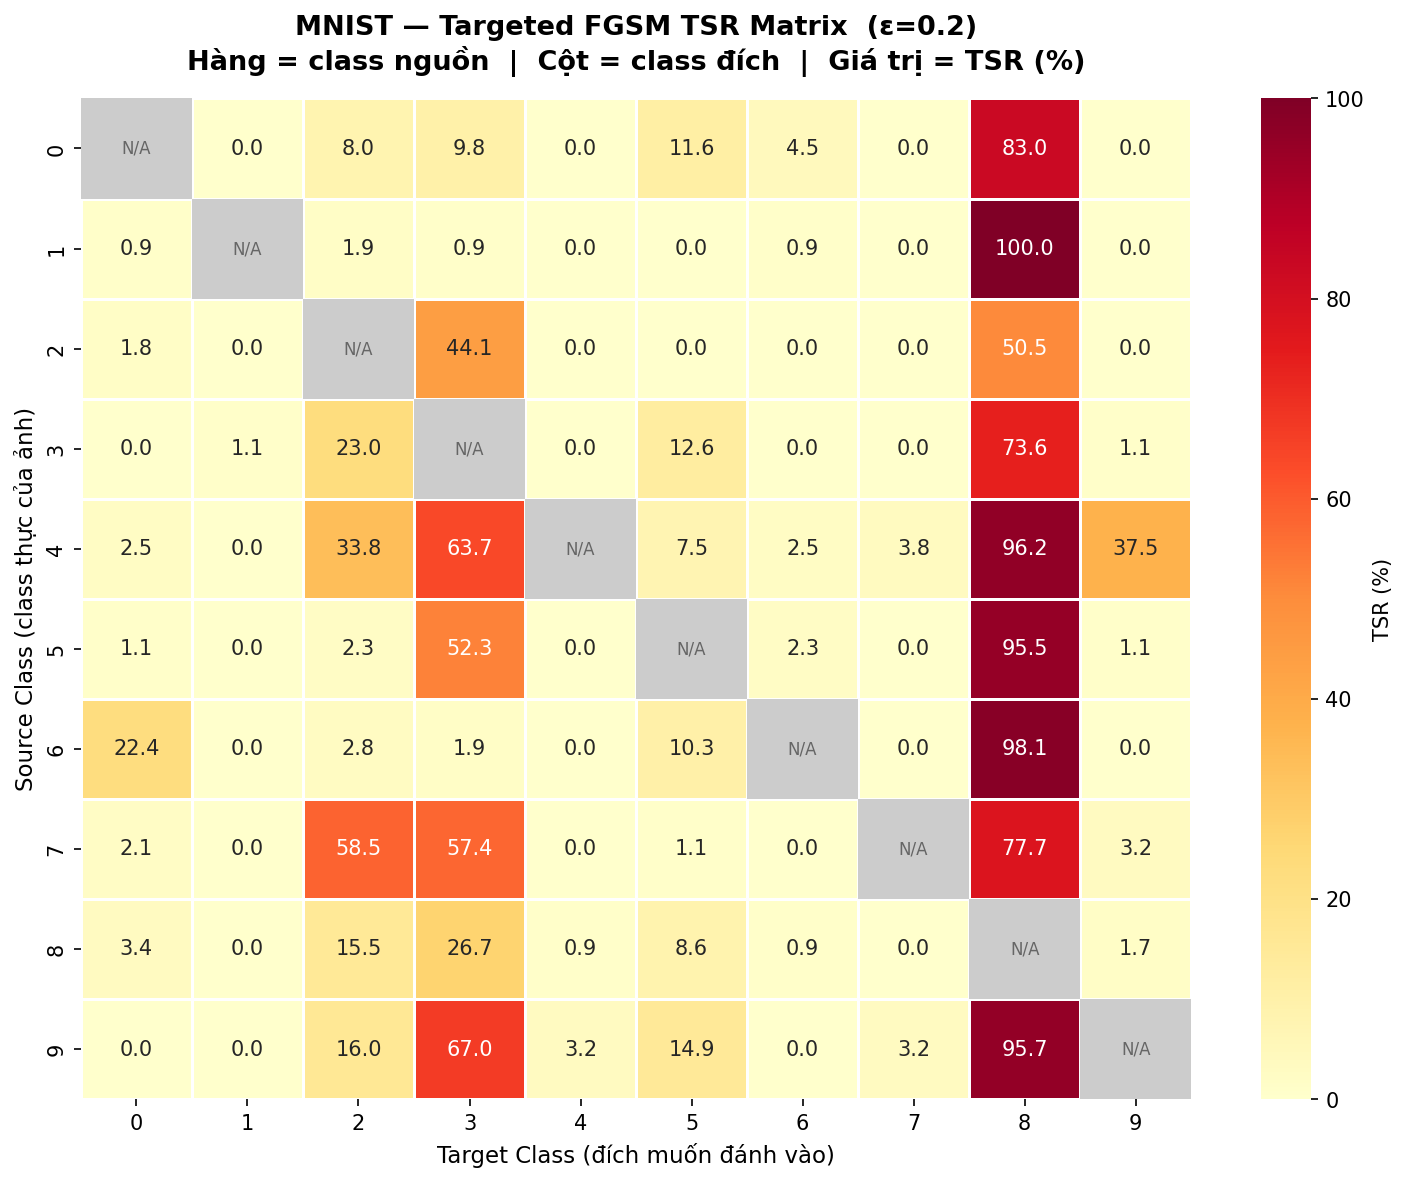 MNIST — Targeted FGSM TSR Matrix (ε=0.2)
Hàng = class nguồn | Cột = class đích | Giá trị = TSR (%)
0 N/A 0.0 8.0 9.8 0.0 11.6 4.5 0.0 83.0 0.0
1 0.9 N/A 1.9 0.9 0.0 0.0 0.9 0.0 100.0 0.0
2 1.8 0.0 N/A 44.1 0.0 0.0 0.0 0.0 50.5 0.0
3 0.0 1.1 23.0 N/A 0.0 12.6 0.0 0.0 73.6 1.1
4 2.5 0.0 33.8 63.7 N/A 7.5 2.5 3.8 96.2 37.5
5 1.1 0.0 2.3 52.3 0.0 N/A 2.3 0.0 95.5 1.1
6 22.4 0.0 2.8 1.9 0.0 10.3 N/A 0.0 98.1 0.0
7 2.1 0.0 58.5 57.4 0.0 1.1 0.0 N/A 77.7 3.2
8 3.4 0.0 15.5 26.7 0.9 8.6 0.9 0.0 N/A 1.7
9 0.0 0.0 16.0 67.0 3.2 14.9 0.0 3.2 95.7 N/A
0 1 2 3 4 5 6 7 8 9
Target Class (đích muốn đánh vào)
Source Class (class thực của ảnh)
100
80
60
40
20
0
TSR (%)